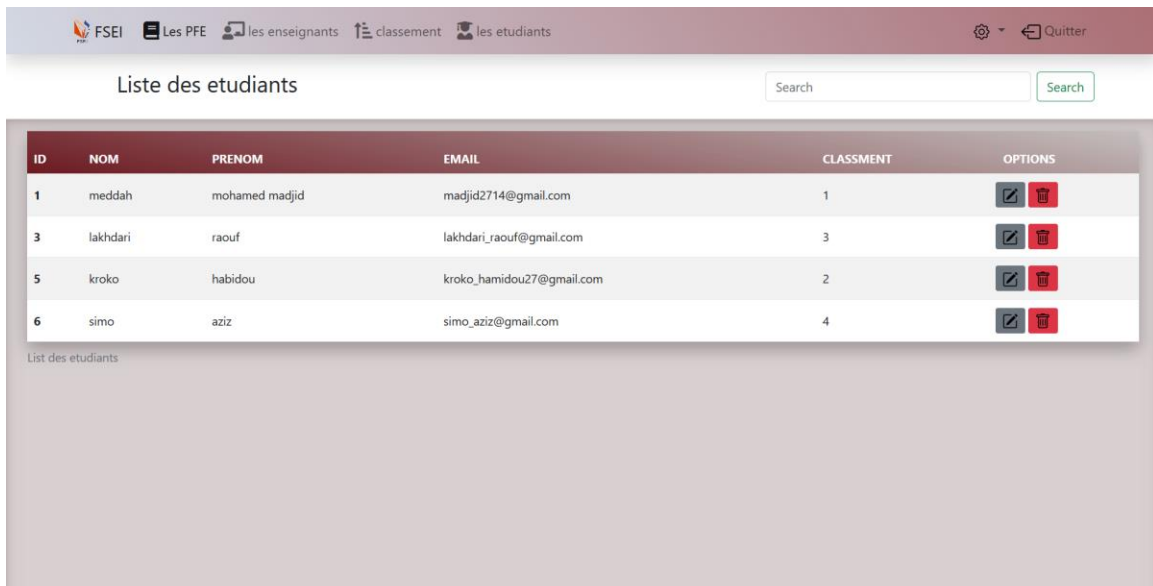 FSEI Les PFE les enseignants classement les etudiants Quitter
Liste des etudiants Search Search
ID NOM PRENOM EMAIL CLASSMENT OPTIONS
1 meddah mohamed madjid madjid2714@gmail.com 1
3 lakhdari raouf lakhdari_raouf@gmail.com 3
5 kroko habidou kroko_hamidou27@gmail.com 2
6 simo aziz simo_aziz@gmail.com 4
List des etudiants